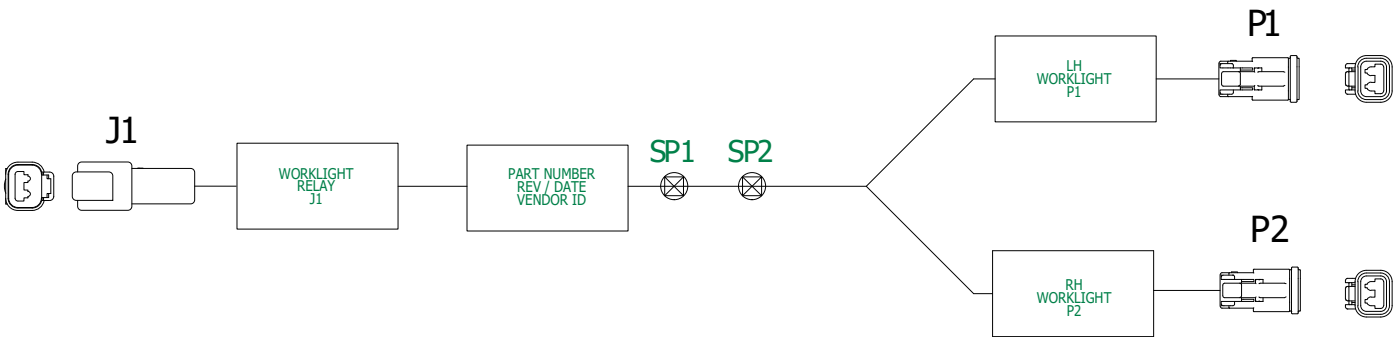 J1
WORKLIGHT
RELAY
J1
PART NUMBER
REV / DATE
VENDOR ID
SP1
SP2
LH
WORKLIGHT
P1
P1
RH
WORKLIGHT
P2
P2